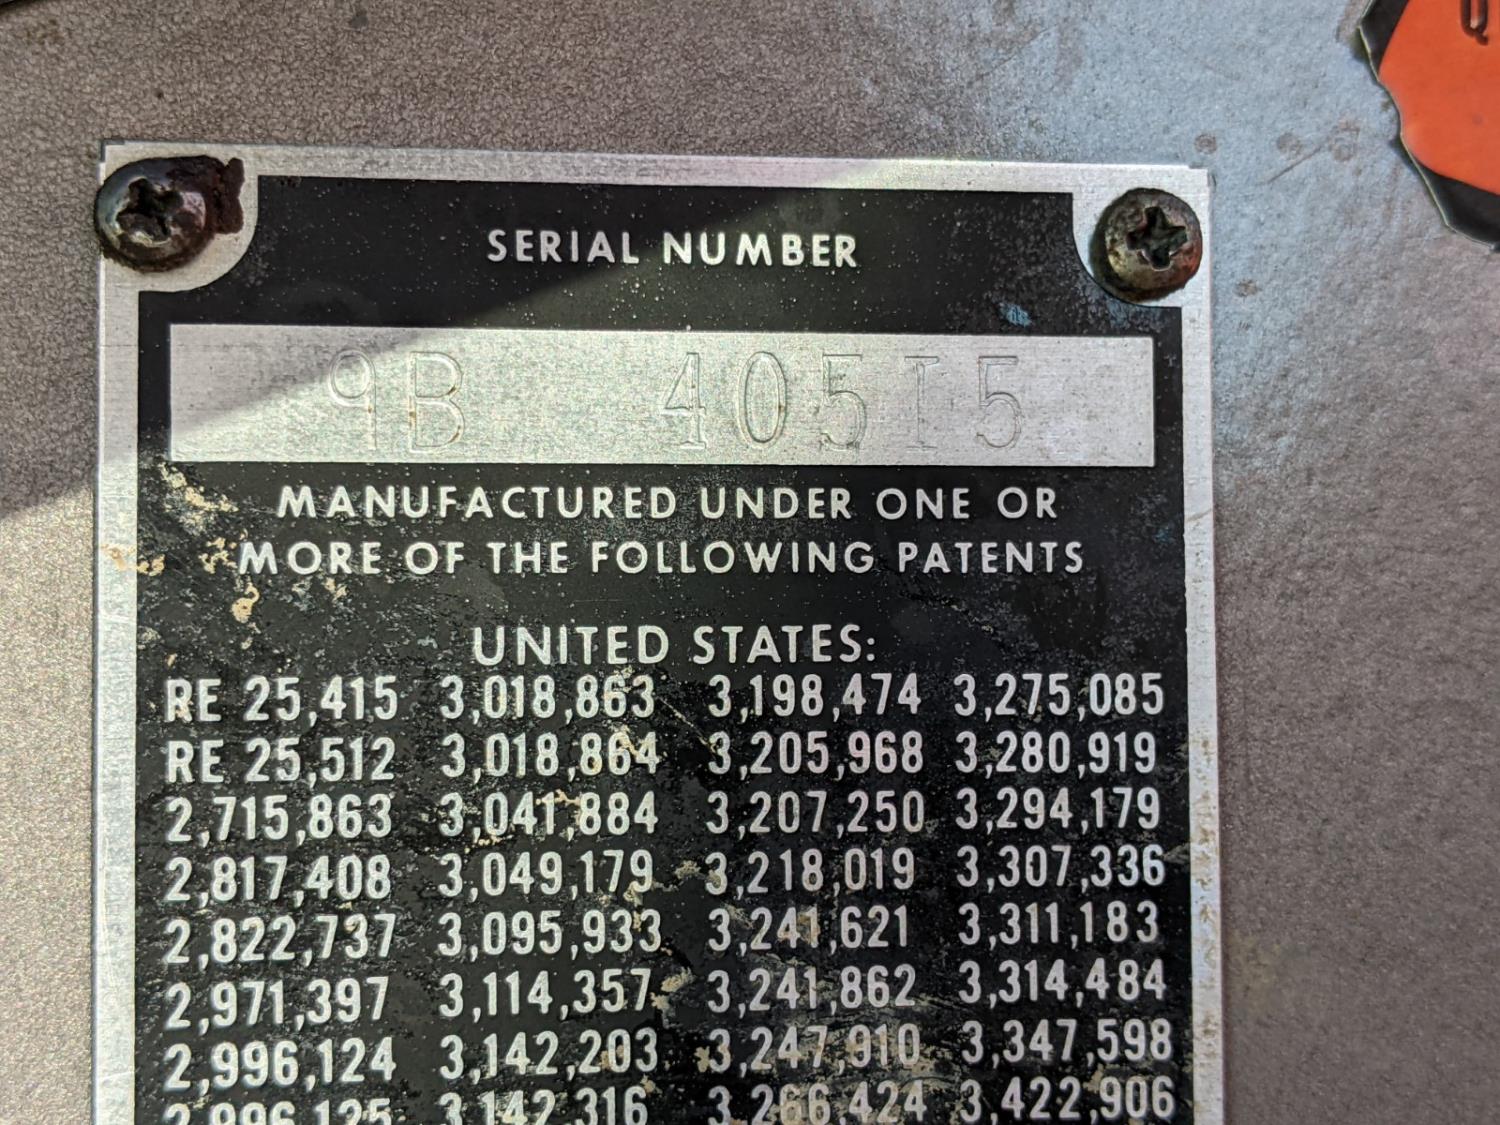 SERIAL NUMBER
9B 40515
MANUFACTURED UNDER ONE OR
MORE OF THE FOLLOWING PATENTS
UNITED STATES:
RE 25,415 3,018,863 3,198,474 3,275,085
RE 25,512 3,018,864 3,205,968 3,280,919
2,715,863 3,041,884 3,207,250 3,294,179
2,817,408 3,049,179 3,218,019 3,307,336
2,822,737 3,095,933 3,241,621 3,311,183
2,971,397 3,114,357 3,241,862 3,314,484
2,996,124 3,142,203 3,247,910 3,347,598
2,996,125 3,142,316 3,266,424 3,422,906